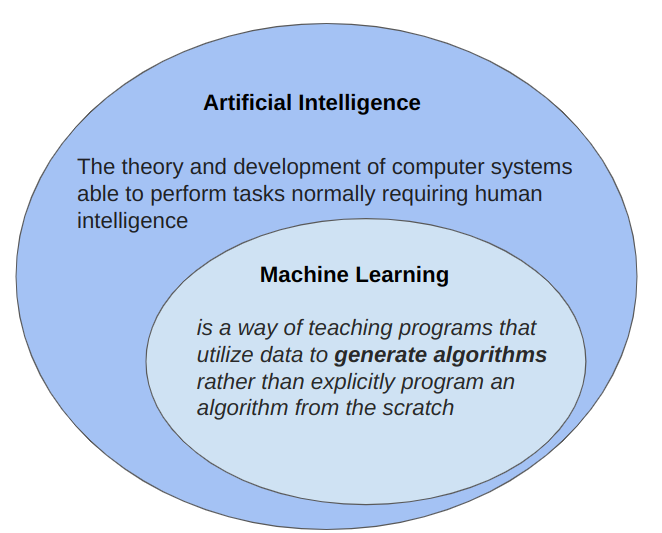 Artificial Intelligence
The theory and development of computer systems
able to perform tasks normally requiring human
intelligence
Machine Learning
is a way of teaching programs that
utilize data to generate algorithms
rather than explicitly program an
algorithm from the scratch